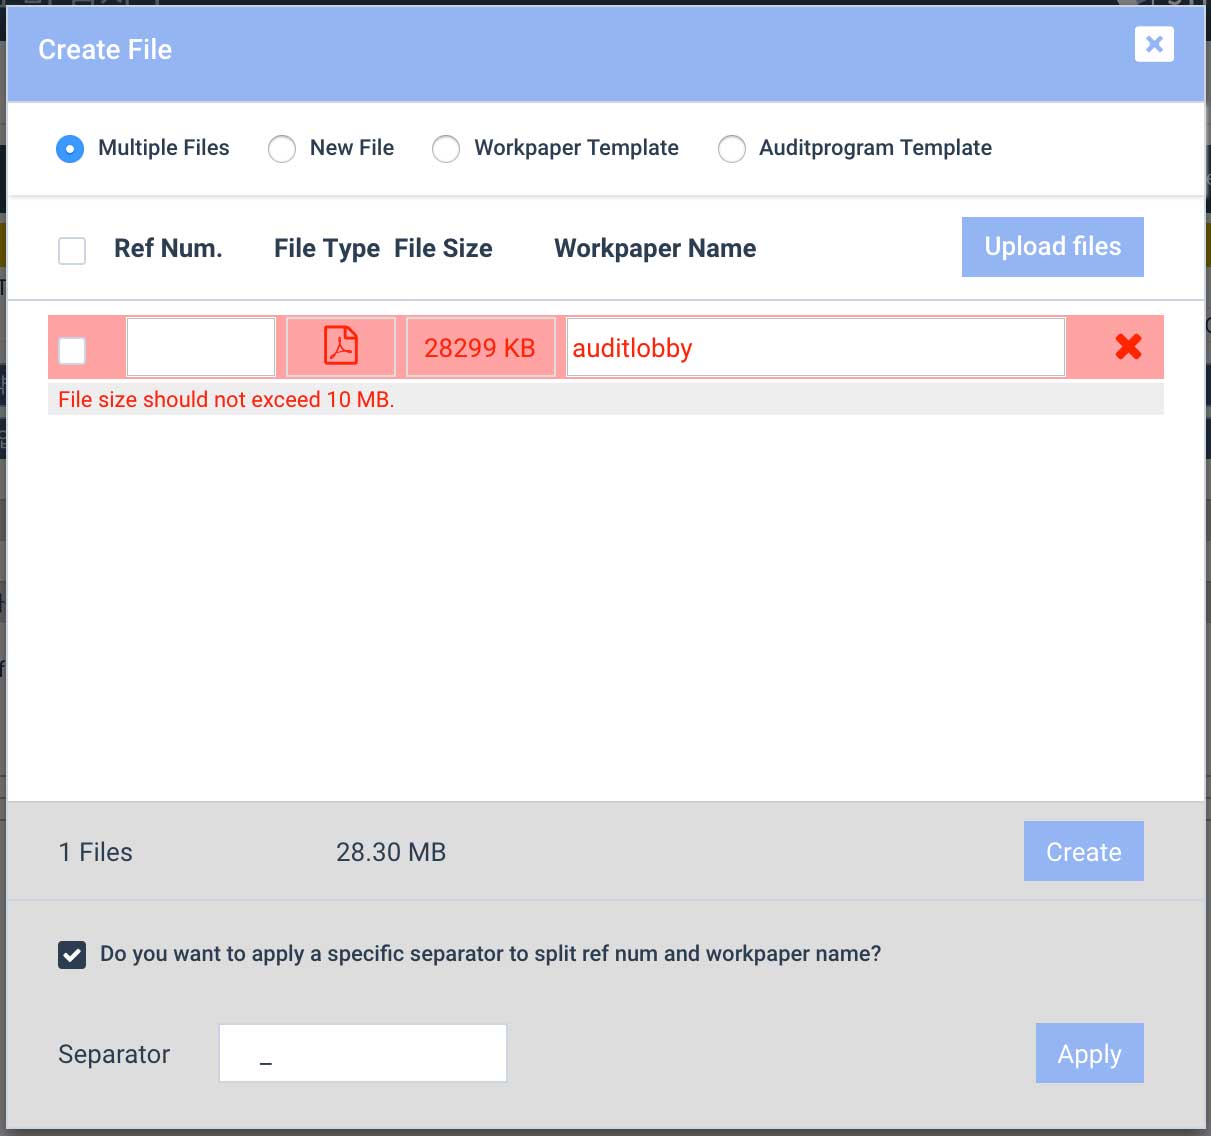 Create File
Multiple Files New File Workpaper Template Auditprogram Template
Ref Num. File Type File Size Workpaper Name Upload files
28299 KB auditlobby
File size should not exceed 10 MB.
1 Files 28.30 MB Create
Do you want to apply a specific separator to split ref num and workpaper name?
Separator _ Apply